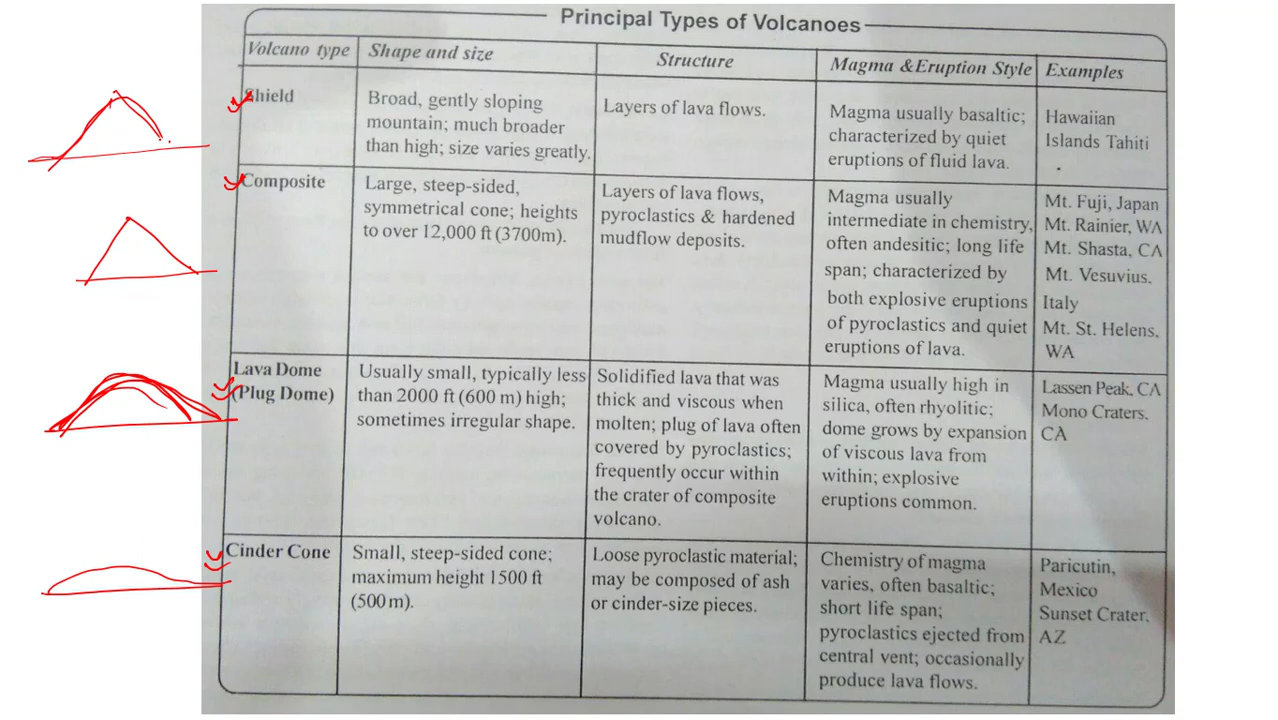 Principal Types of Volcanoes
Volcano type
Shape and size
Structure
Magma &Eruption Style
Examples
Shield
Broad, gently sloping
mountain; much broader
than high; size varies greatly.
Layers of lava flows.
Magma usually basaltic;
characterized by quiet
eruptions of fluid lava.
Hawaiian
Islands Tahiti
.
Composite
Large, steep-sided,
symmetrical cone; heights
to over 12,000 ft (3700m).
Layers of lava flows,
pyroclastics & hardened
mudflow deposits.
Magma usually
intermediate in chemistry,
often andesitic; long life
span; characterized by
both explosive eruptions
of pyroclastics and quiet
eruptions of lava.
Mt. Fuji, Japan
Mt. Rainier, WA
Mt. Shasta, CA
Mt. Vesuvius,
Italy
Mt. St. Helens,
WA
Lava Dome
(Plug Dome)
Usually small, typically less
than 2000 ft (600 m) high;
sometimes irregular shape.
Solidified lava that was
thick and viscous when
molten; plug of lava often
covered by pyroclastics;
frequently occur within
the crater of composite
volcano.
Magma usually high in
silica, often rhyolitic;
dome grows by expansion
of viscous lava from
within; explosive
eruptions common.
Lassen Peak, CA
Mono Craters,
CA
Cinder Cone
Small, steep-sided cone;
maximum height 1500 ft
(500 m).
Loose pyroclastic material;
may be composed of ash
or cinder-size pieces.
Chemistry of magma
varies, often basaltic;
short life span;
pyroclastics ejected from
central vent; occasionally
produce lava flows.
Paricutin,
Mexico
Sunset Crater,
AZ